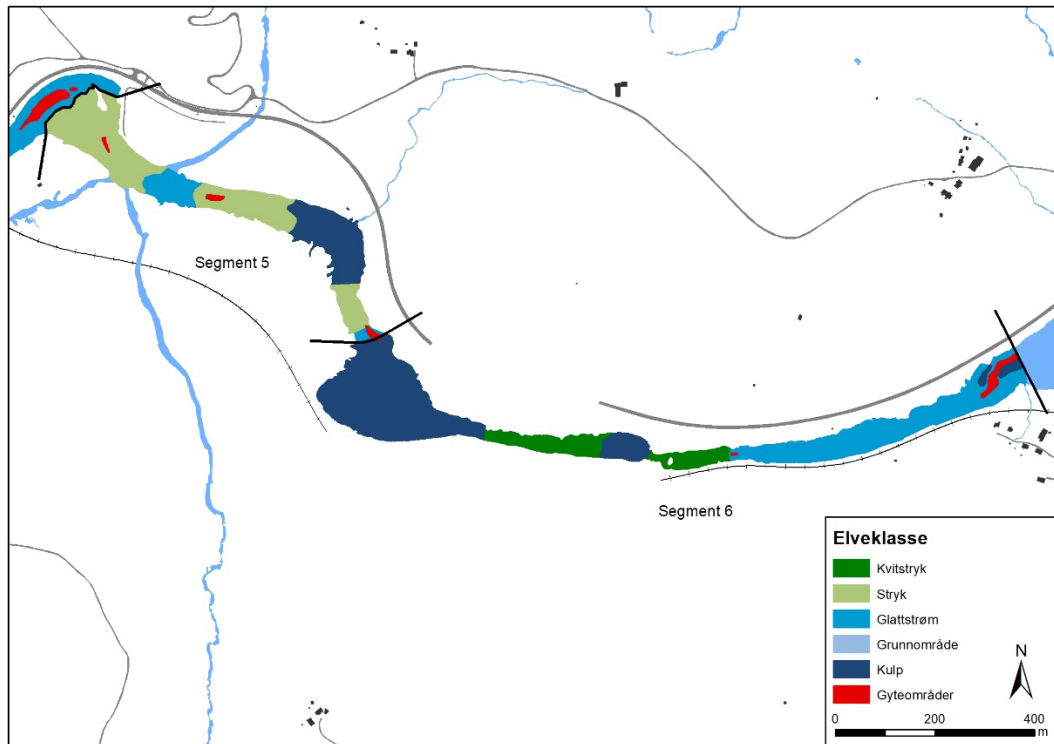 Segment 5
Segment 6
Elveklasse
Kvitstryk
Stryk
Glattstrøm
Grunnområde
Kulp
Gyteområder
N
0 200 400
m